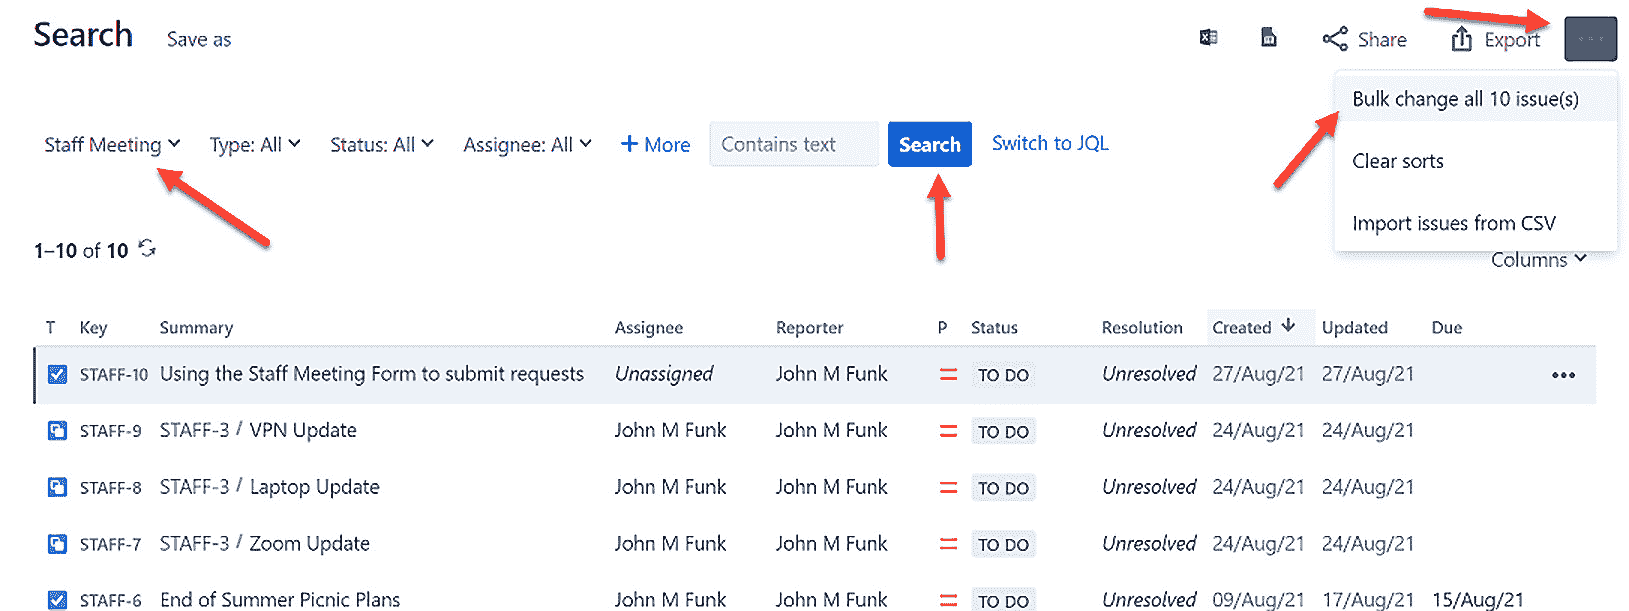 Search Save as Share Export ...
Bulk change all 10 issue(s)
Staff Meeting Type: All Status: All Assignee: All + More Contains text Search Switch to JQL
Clear sorts
Import issues from CSV
1–10 of 10
Columns
T Key Summary Assignee Reporter P Status Resolution Created ↓ Updated Due
STAFF-10 Using the Staff Meeting Form to submit requests Unassigned John M Funk TO DO Unresolved 27/Aug/21 27/Aug/21 •••
STAFF-9 STAFF-3 / VPN Update John M Funk John M Funk TO DO Unresolved 24/Aug/21 24/Aug/21
STAFF-8 STAFF-3 / Laptop Update John M Funk John M Funk TO DO Unresolved 24/Aug/21 24/Aug/21
STAFF-7 STAFF-3 / Zoom Update John M Funk John M Funk TO DO Unresolved 24/Aug/21 24/Aug/21
STAFF-6 End of Summer Picnic Plans John M Funk John M Funk TO DO Unresolved 09/Aug/21 17/Aug/21 15/Aug/21